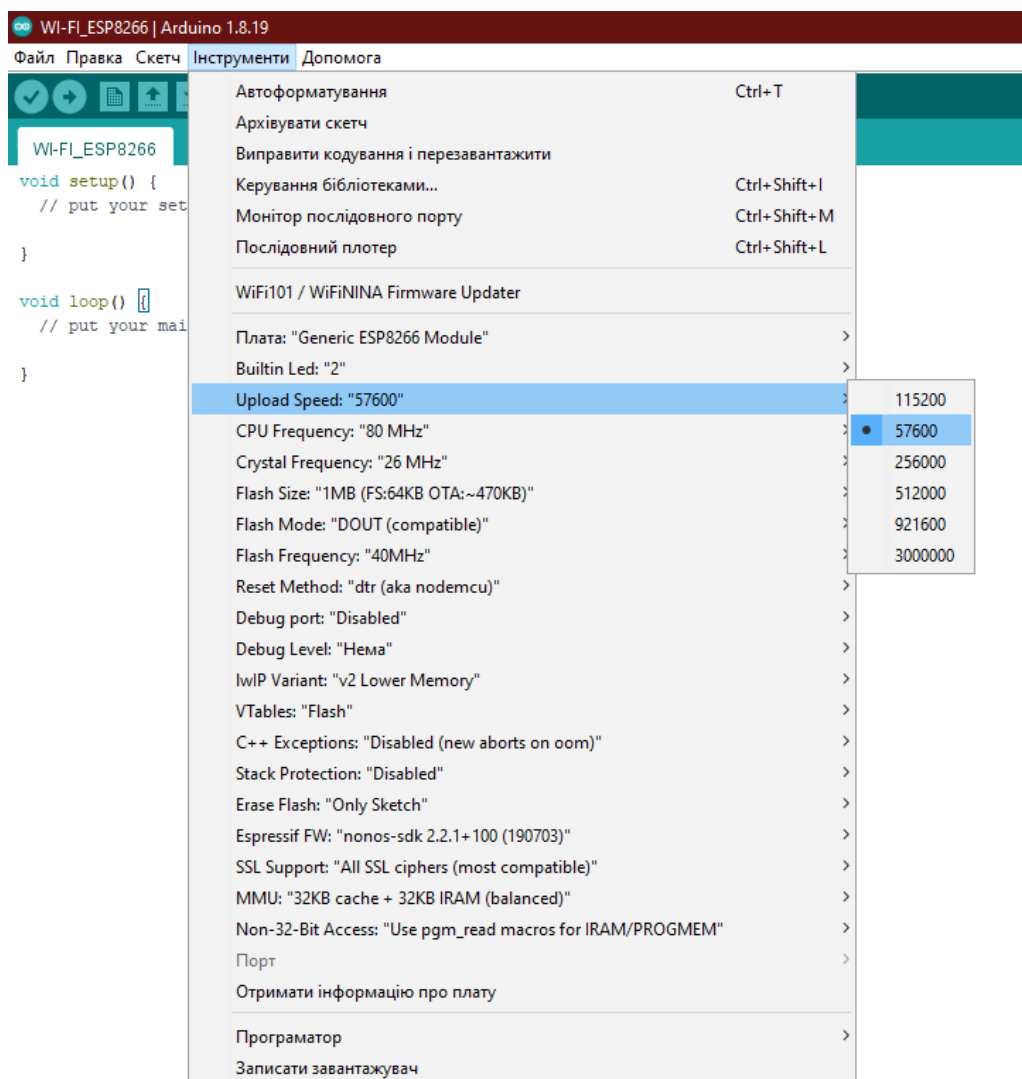 WI-FI_ESP8266 | Arduino 1.8.19
Файл Правка Скетч Інструменти Допомога
WI-FI_ESP8266
void setup() {
// put your set
}
void loop() {
// put your mai
}
Автоформатування Ctrl+T
Архівувати скетч
Виправити кодування і перезавантажити
Керування бібліотеками... Ctrl+Shift+I
Монітор послідовного порту Ctrl+Shift+M
Послідовний плотер Ctrl+Shift+L
WiFi101 / WiFiNINA Firmware Updater
Плата: "Generic ESP8266 Module"
Builtin Led: "2"
Upload Speed: "57600"
CPU Frequency: "80 MHz"
Crystal Frequency: "26 MHz"
Flash Size: "1MB (FS:64KB OTA:~470KB)"
Flash Mode: "DOUT (compatible)"
Flash Frequency: "40MHz"
Reset Method: "dtr (aka nodemcu)"
Debug port: "Disabled"
Debug Level: "Нема"
lwIP Variant: "v2 Lower Memory"
VTables: "Flash"
C++ Exceptions: "Disabled (new aborts on oom)"
Stack Protection: "Disabled"
Erase Flash: "Only Sketch"
Espressif FW: "nonos-sdk 2.2.1+100 (190703)"
SSL Support: "All SSL ciphers (most compatible)"
MMU: "32KB cache + 32KB IRAM (balanced)"
Non-32-Bit Access: "Use pgm_read macros for IRAM/PROGMEM"
Порт
Отримати інформацію про плату
Програматор
Записати завантажувач
115200
57600
256000
512000
921600
3000000